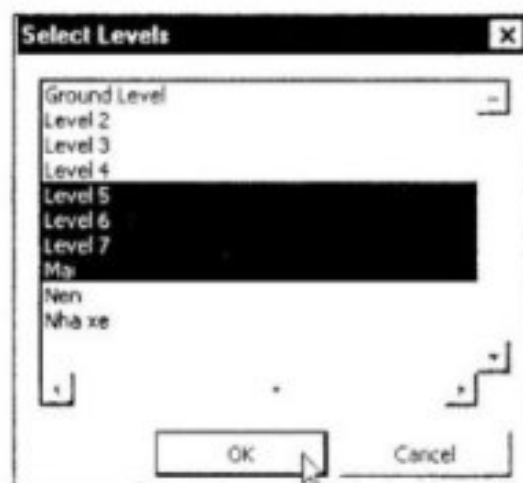 Select Levels
Ground Level
Level 2
Level 3
Level 4
Level 5
Level 6
Level 7
Mai
Nen
Nha xe
OK
Cancel